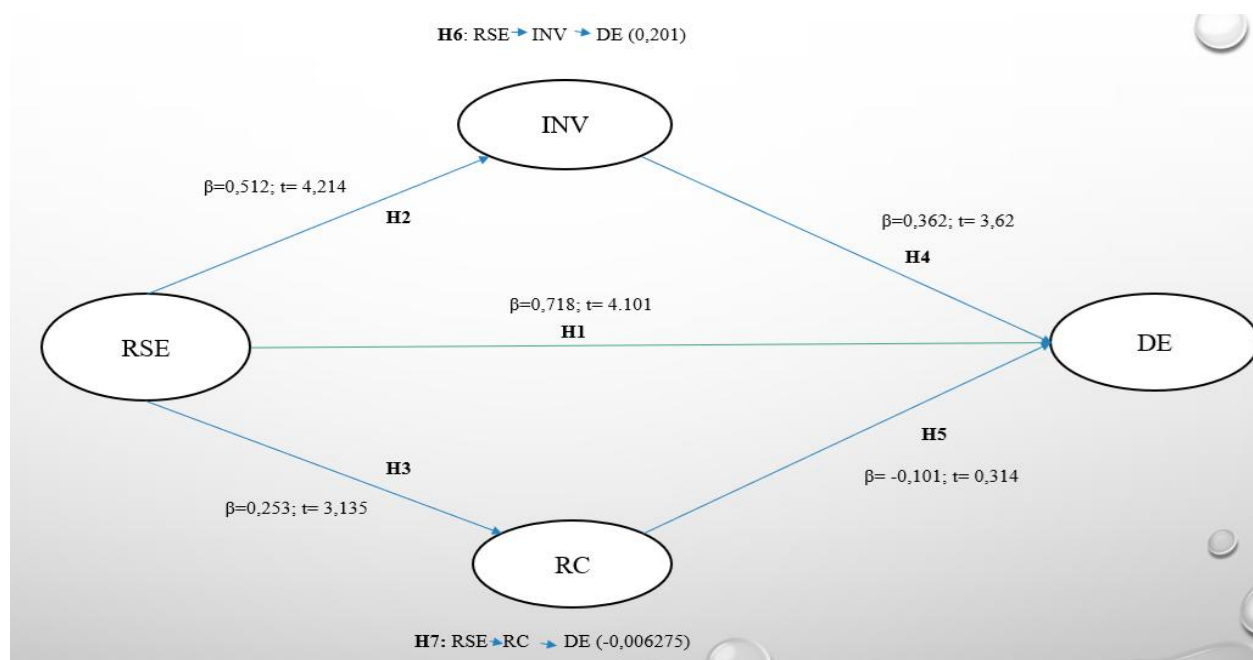 H6: RSE INV DE (0,201)
INV
β=0,512; t= 4,214
H2
β=0,362; t= 3,62
H4
β=0,718; t= 4.101
H1
RSE
DE
H3
β=0,253; t= 3,135
H5
β= -0,101; t= 0,314
RC
H7: RSE RC DE (-0,006275)